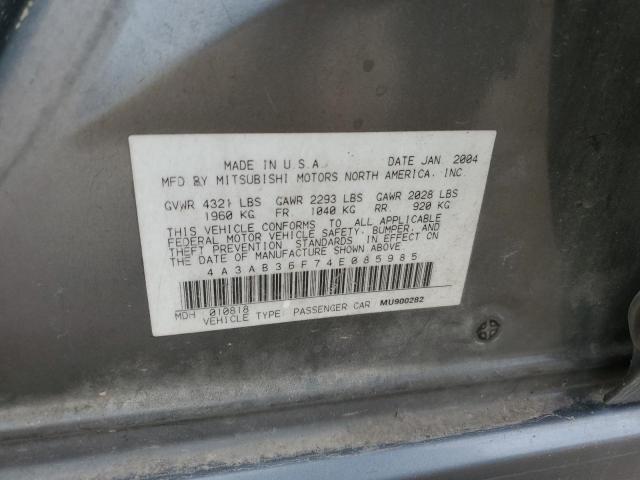 MADE IN U.S.A. DATE JAN. 2004
MFD BY MITSUBISHI MOTORS NORTH AMERICA, INC.
GVWR 4321 LBS GAWR 2293 LBS GAWR 2028 LBS
1960 KG FR. 1040 KG RR. 920 KG
THIS VEHICLE CONFORMS TO ALL APPLICABLE
FEDERAL MOTOR VEHICLE SAFETY, BUMPER, AND
THEFT PREVENTION STANDARDS IN EFFECT ON
THE DATE OF MANUFACTURE SHOWN ABOVE.
4A3AB36F74E085985
MDH 010818
VEHICLE TYPE PASSENGER CAR MU900282